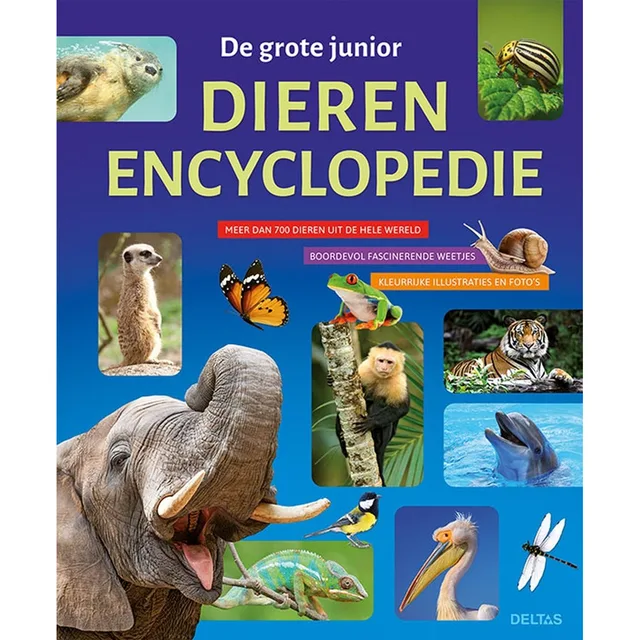 De grote junior
DIEREN
ENCYCLOPEDIE
MEER DAN 700 DIEREN UIT DE HELE WERELD
BOORDEVOL FASCINERENDE WEETJES
KLEURRIJKE ILLUSTRATIES EN FOTO'S
DELTAS